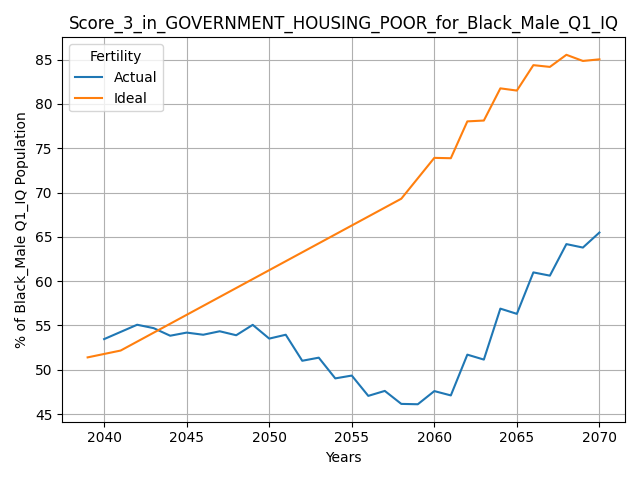 Score_3_in_GOVERNMENT_HOUSING_POOR_for_Black_Male_Q1_IQ
Fertility
Actual
Ideal
85
80
75
70
65
60
55
50
45
% of Black_Male Q1_IQ Population
2040 2045 2050 2055 2060 2065 2070
Years